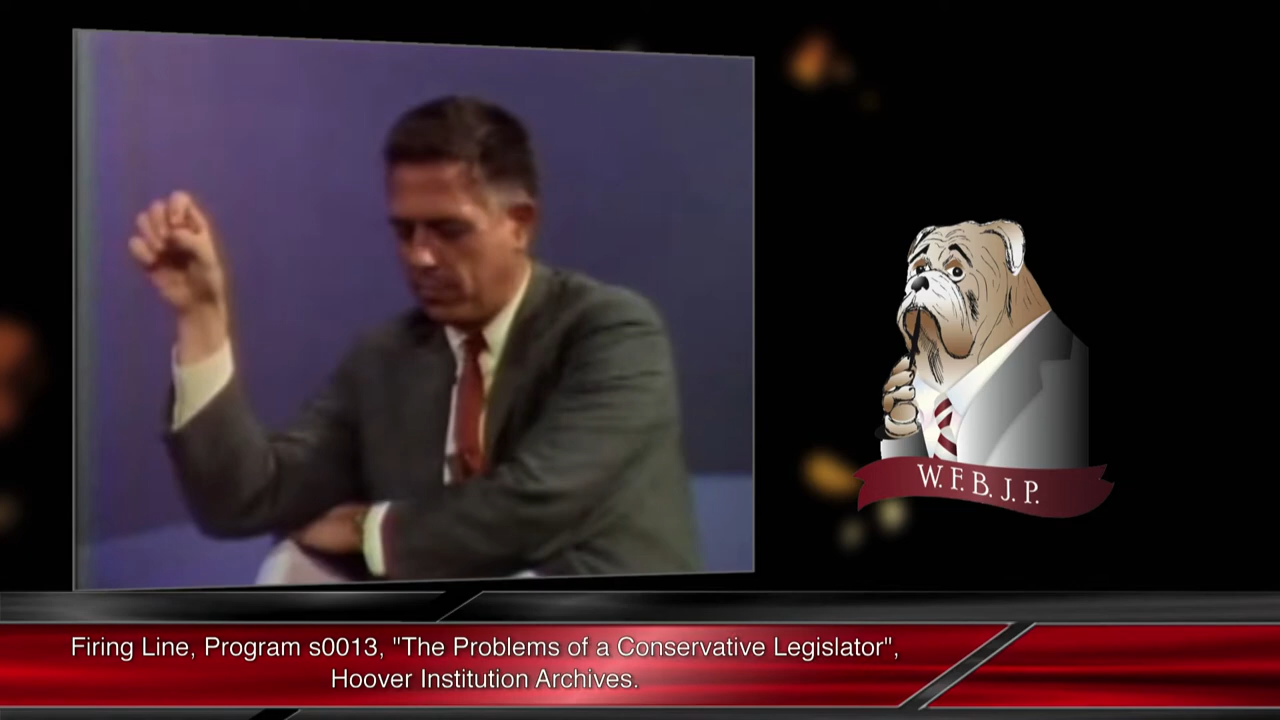 W. F. B. J. P.
Firing Line, Program s0013, "The Problems of a Conservative Legislator",
Hoover Institution Archives.